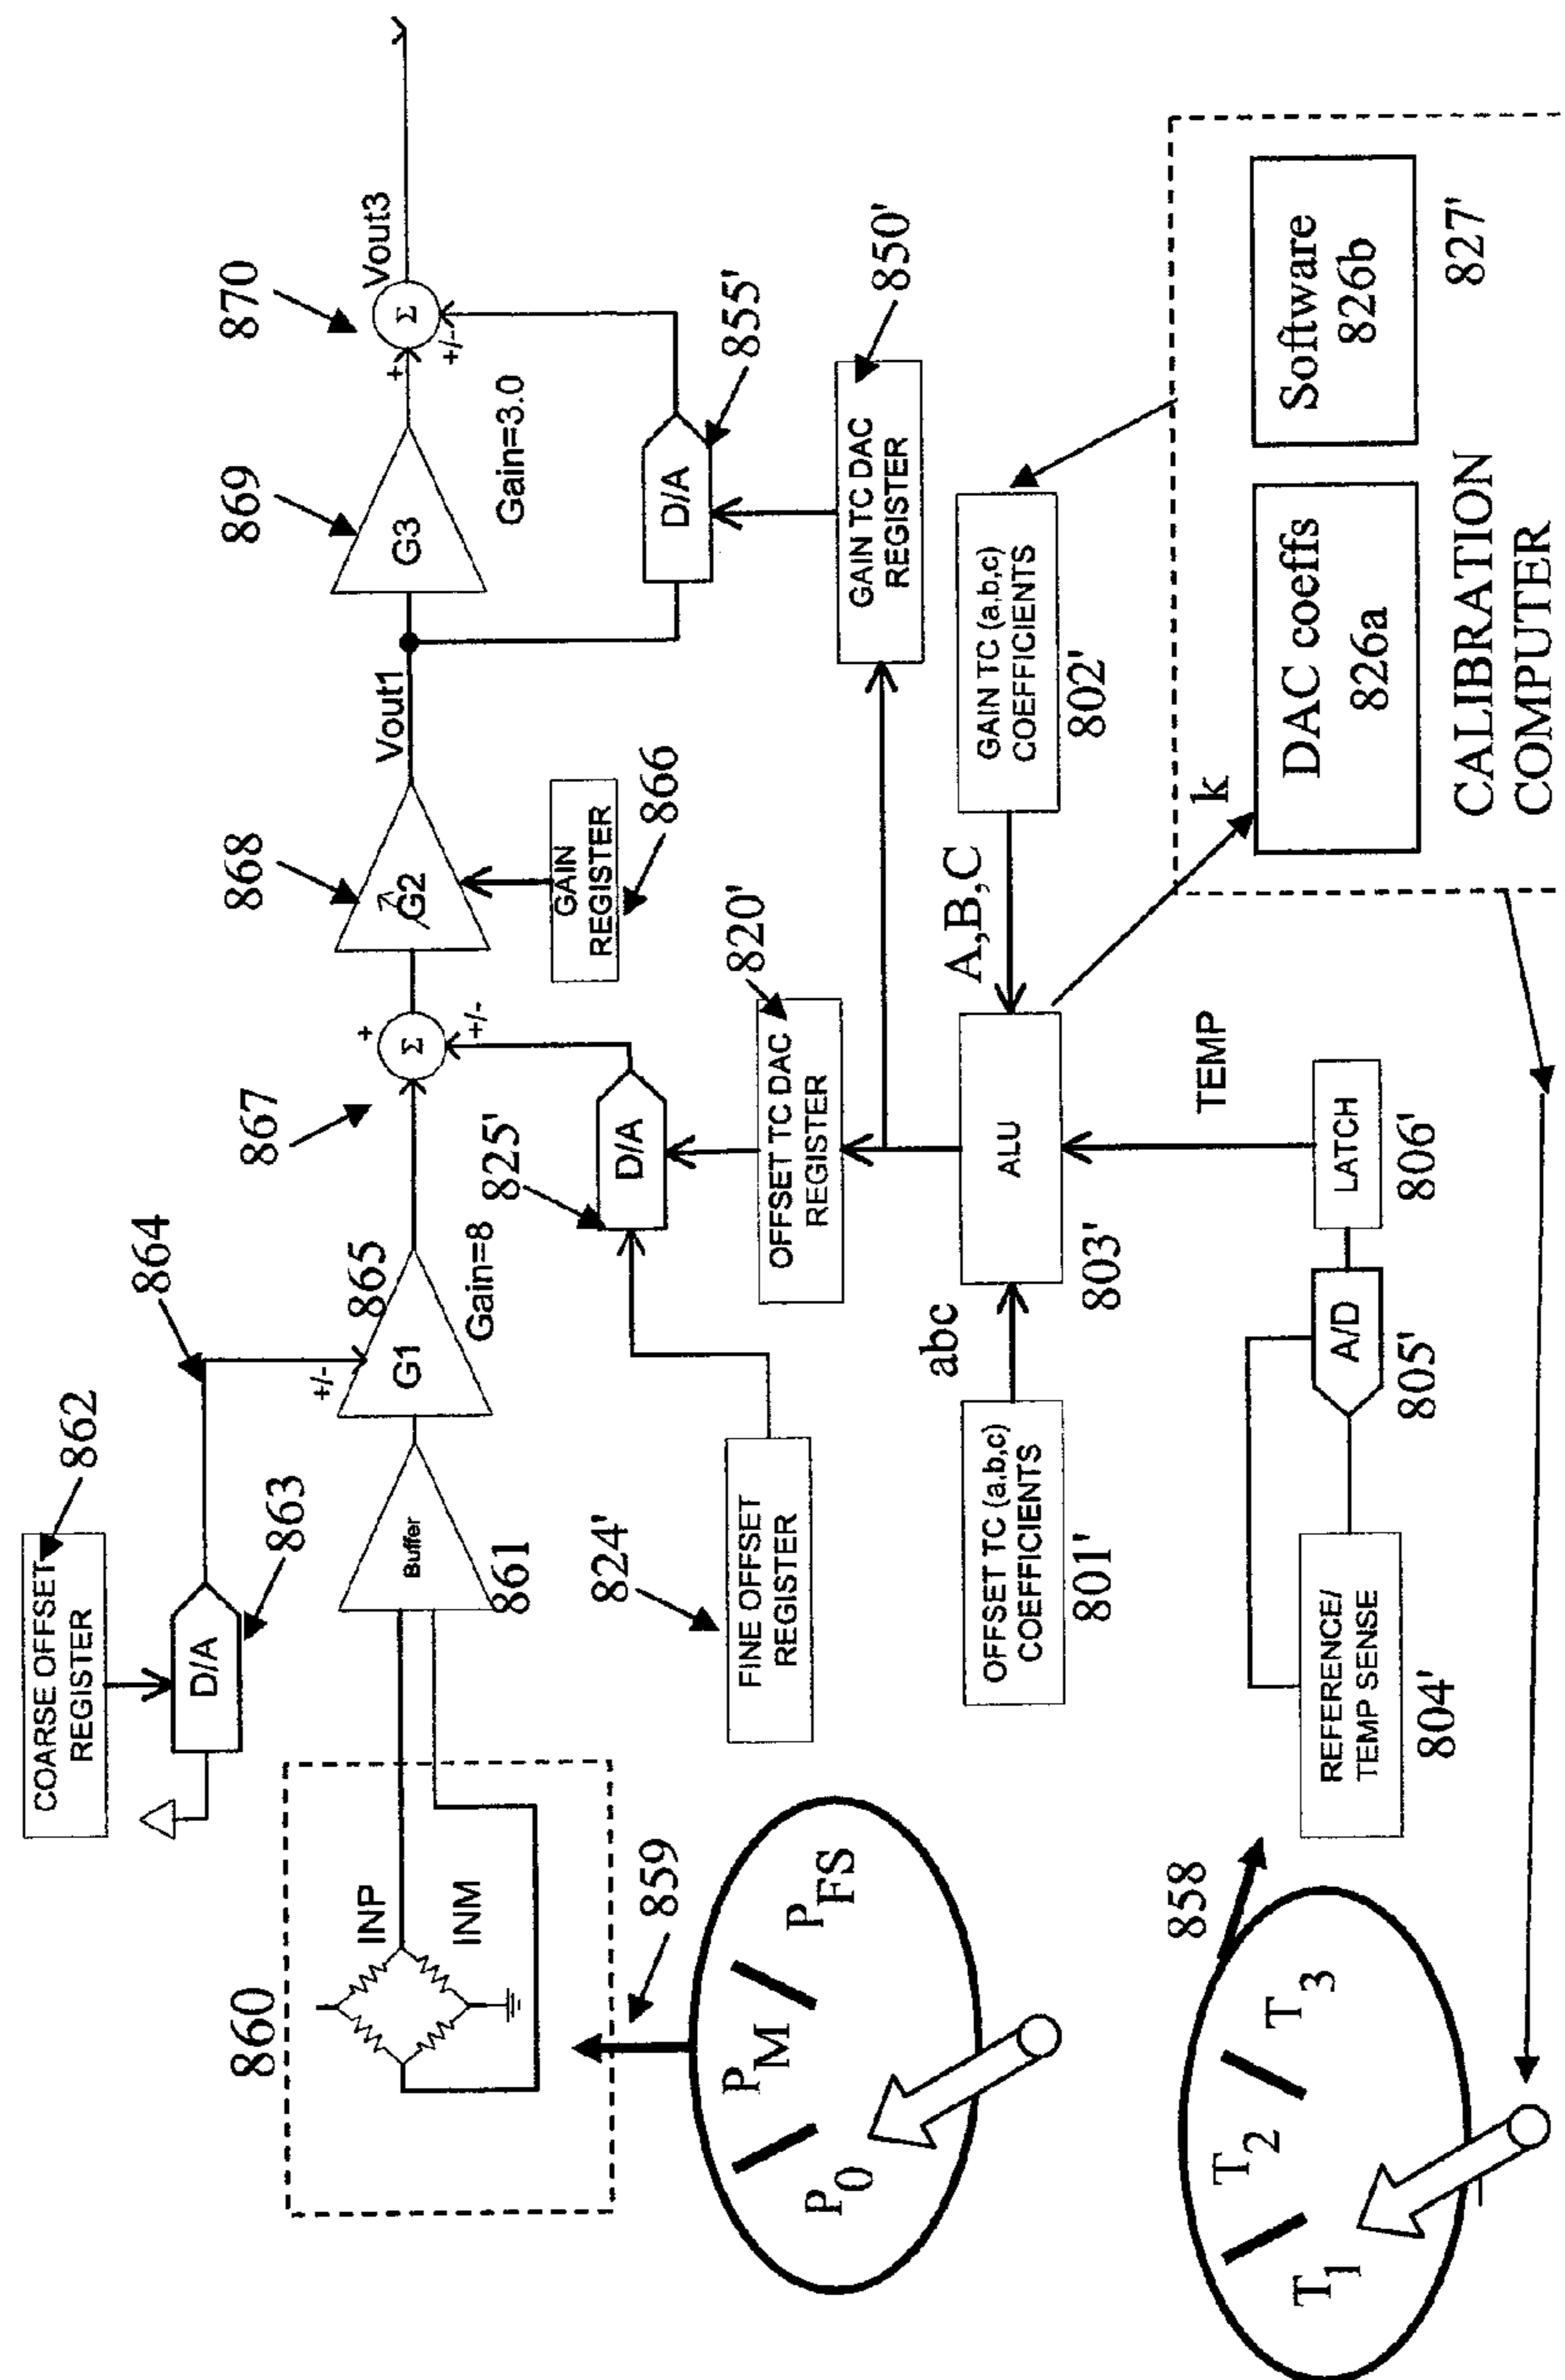 COARSE OFFSET
REGISTER
862
D/A
863
864
860
INP
INM
859
Buffer
861
+/-
G1
865
Gain=8
867
+
Σ
+/-
868
G2
GAIN
REGISTER
866
Vout1
869
G3
Gain=3.0
870
+
Σ
+/-
Vout3
D/A
855'
GAIN TC DAC
REGISTER
850'
824'
FINE OFFSET
REGISTER
825'
D/A
OFFSET TC DAC
REGISTER
820'
P0
PM
PFS
OFFSET TC (a,b,c)
COEFFICIENTS
801'
abc
ALU
803'
A,B,C
GAIN TC (a,b,c)
COEFFICIENTS
802'
858
T1
T2
T3
REFERENCE/
TEMP SENSE
804'
A/D
805'
LATCH
806'
TEMP
k
DAC coeffs
826a
Software
826b
CALIBRATION
COMPUTER
827'